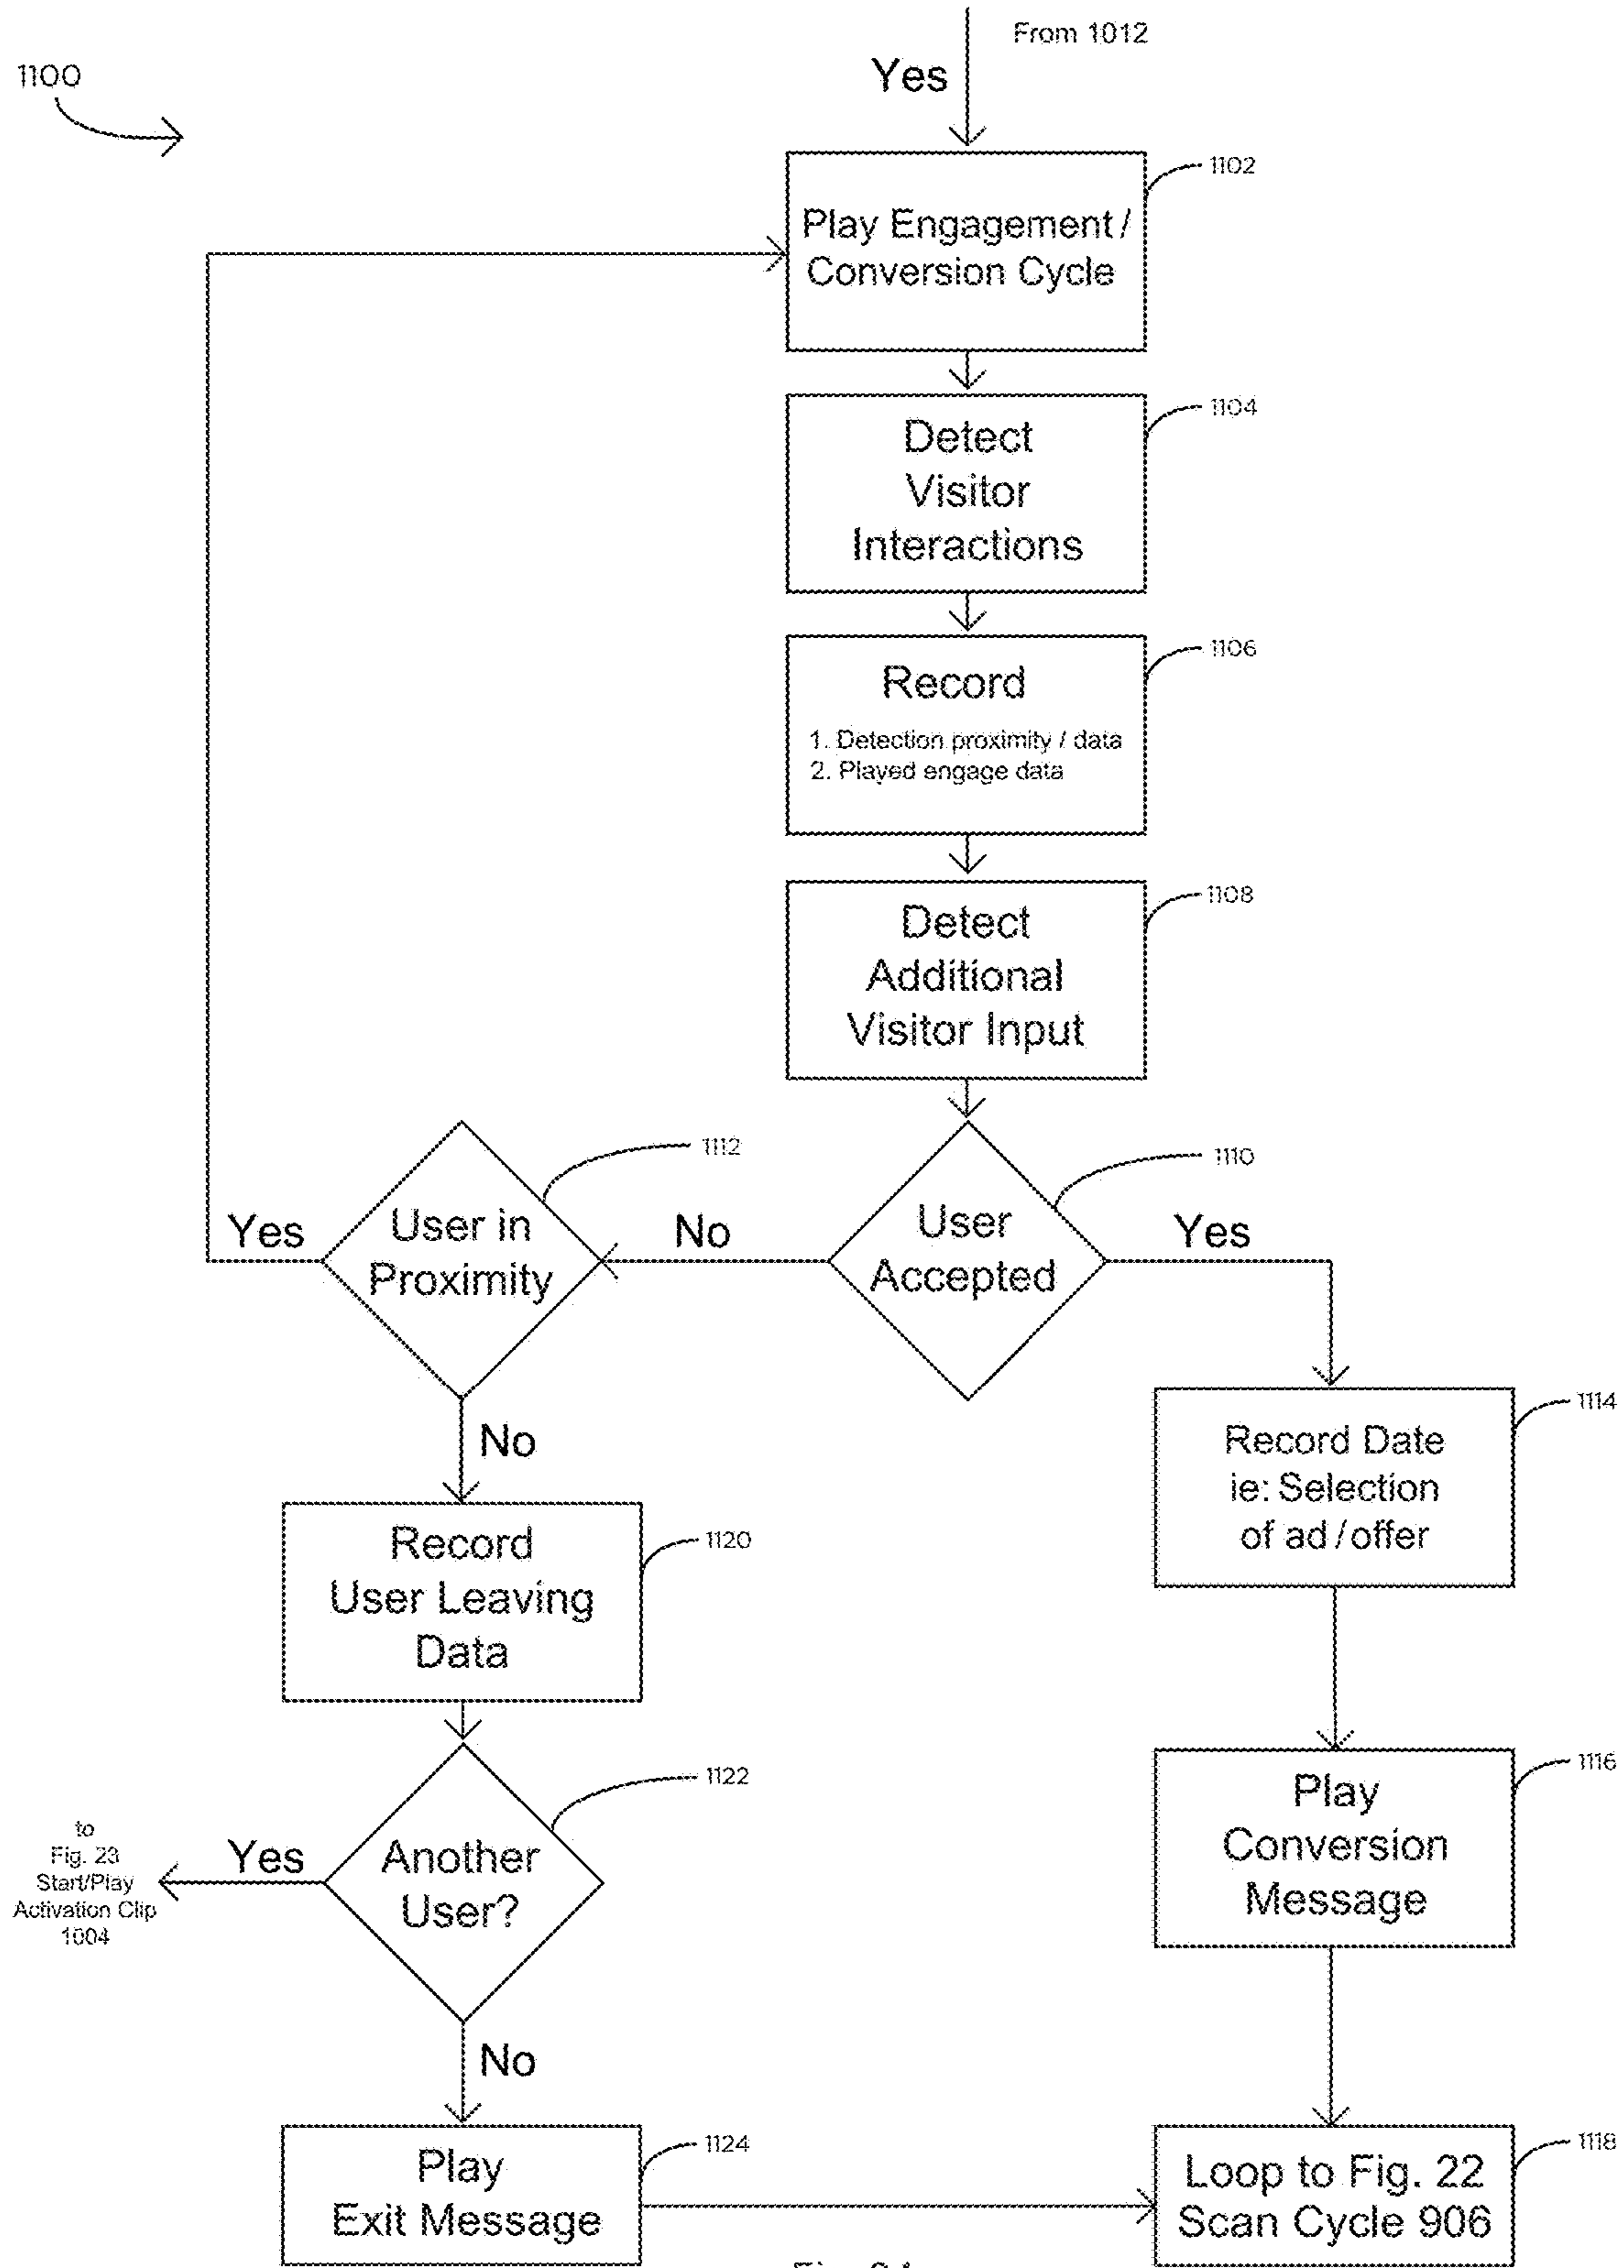 From 1012
1100
Yes
1102
Play Engagement /
Conversion Cycle
1104
Detect
Visitor
Interactions
1106
Record
1. Detection proximity / data
2. Played engage data
1108
Detect
Additional
Visitor Input
1112
1110
User in
Proximity
Yes
No
User
Accepted
Yes
No
1114
Record Date
ie: Selection
of ad / offer
1120
Record
User Leaving
Data
1122
1116
Play
Conversion
Message
to
Fig. 23
Start/Play
Activation Clip
1004
Yes
Another
User?
No
1124
Play
Exit Message
1118
Loop to Fig. 22
Scan Cycle 906